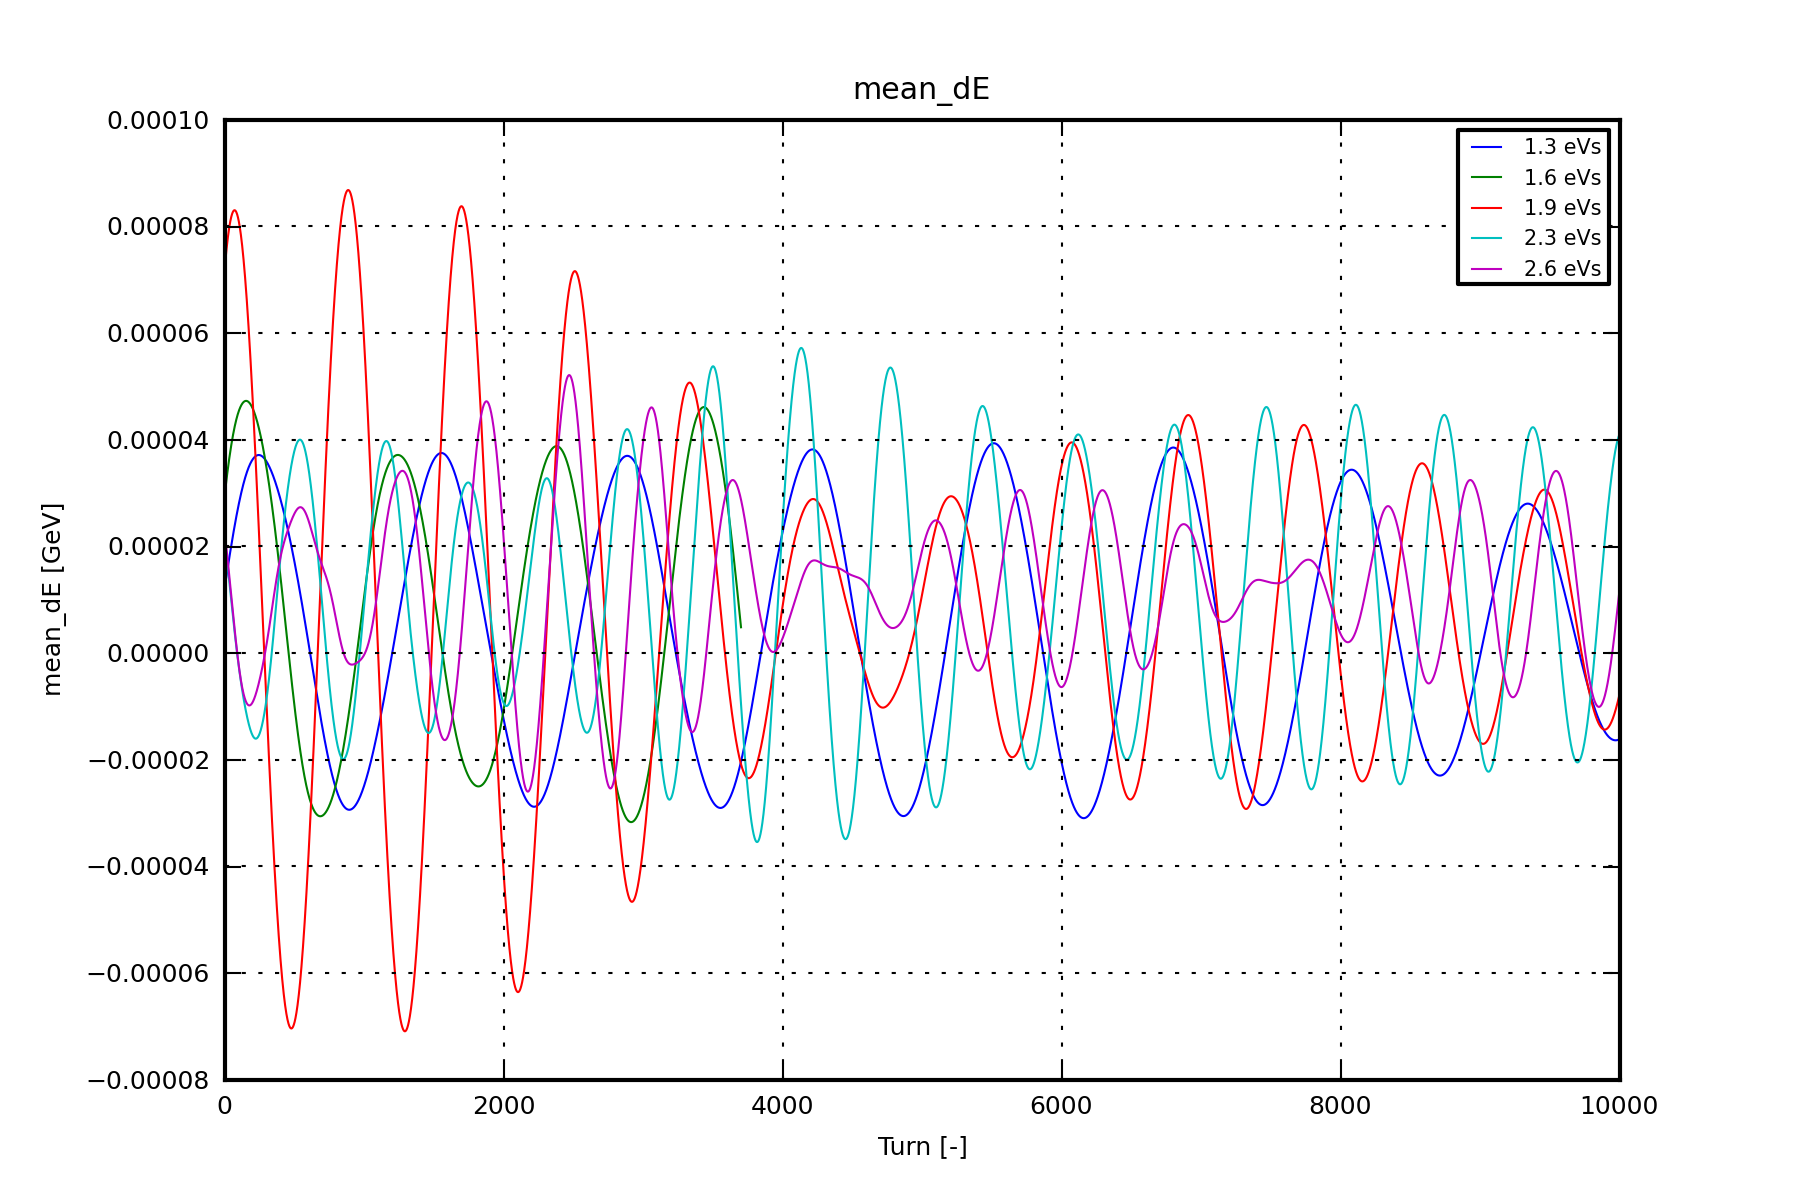 mean_dE
0.00010
0.00008
0.00006
0.00004
0.00002
0.00000
−0.00002
−0.00004
−0.00006
−0.00008
mean_dE [GeV]
1.3 eVs
1.6 eVs
1.9 eVs
2.3 eVs
2.6 eVs
0 2000 4000 6000 8000 10000
Turn [-]